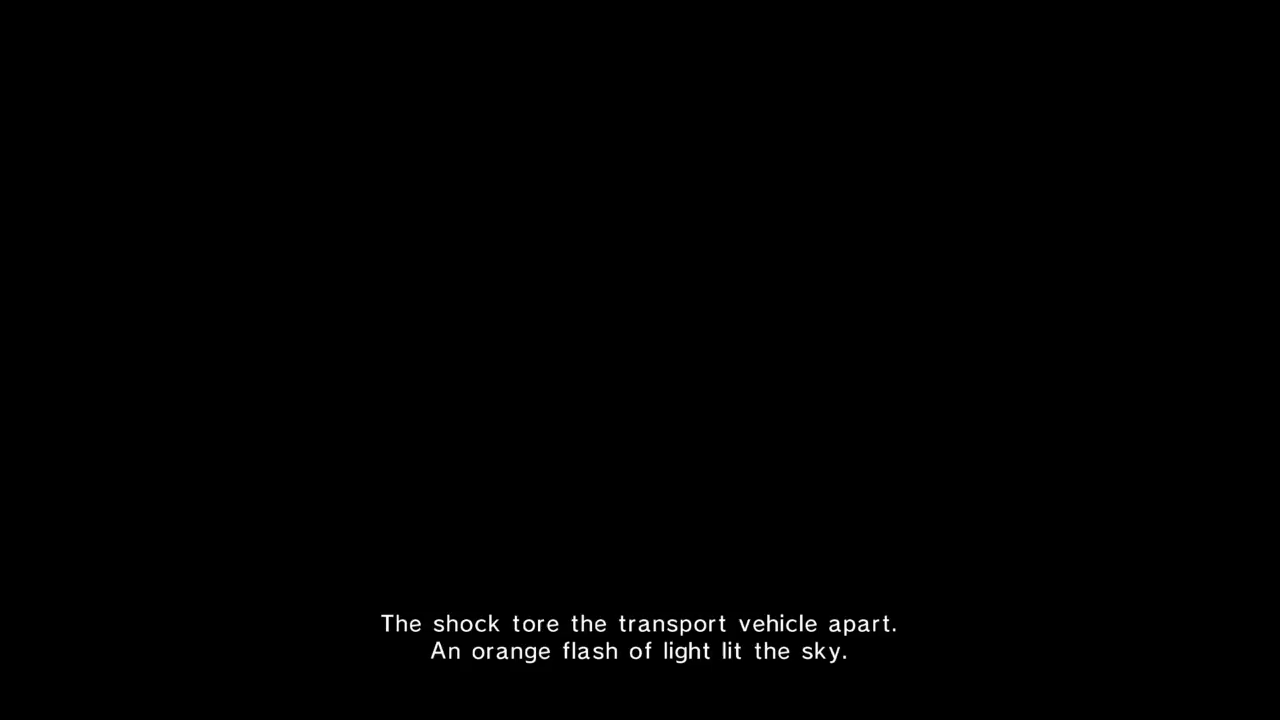 The shock tore the transport vehicle apart.
An orange flash of light lit the sky.